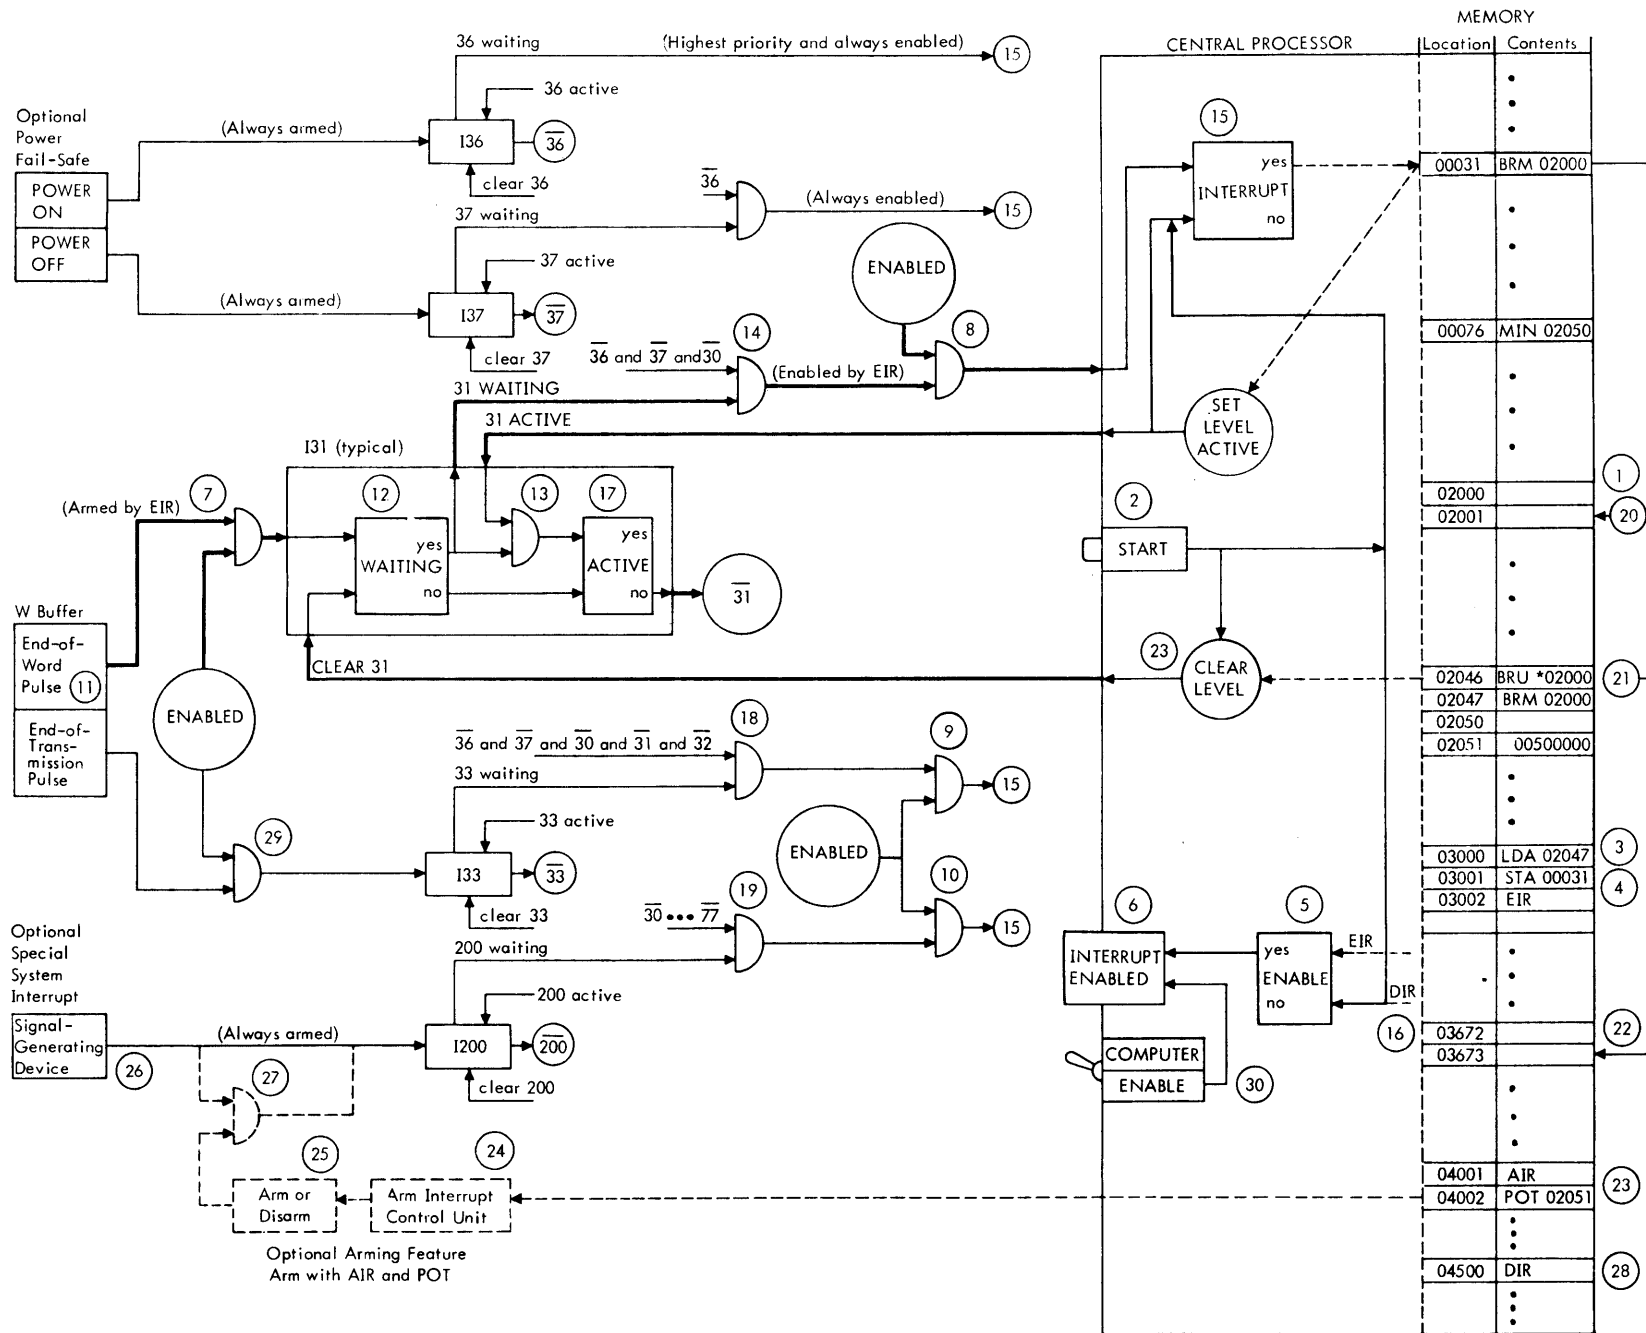 MEMORY
CENTRAL PROCESSOR
Location Contents
36 waiting
(Highest priority and always enabled)
15
36 active
Optional
Power
Fail-Safe
(Always armed)
I36
36
clear 36
POWER
ON
POWER
OFF
36
37 waiting
(Always enabled)
15
15
yes
INTERRUPT
no
00031 BRM 02000
37 active
(Always armed)
I37
37
clear 37
ENABLED
14
8
00076 MIN 02050
36 and 37 and 30
(Enabled by EIR)
31 WAITING
31 ACTIVE
SET
LEVEL
ACTIVE
I31 (typical)
(Armed by EIR)
7
12
13
17
yes
WAITING
no
yes
ACTIVE
no
31
2
START
1
02000
02001
20
W Buffer
End-of-
Word
Pulse
11
End-of-
Trans-
mission
Pulse
ENABLED
CLEAR 31
23
CLEAR
LEVEL
02046 BRU *02000
21
02047 BRM 02000
02050
02051 00500000
18
9
36 and 37 and 30 and 31 and 32
33 waiting
15
33 active
29
I33
33
clear 33
ENABLED
19
10
30 ••• 77
15
200 waiting
3
03000 LDA 02047
03001 STA 00031
4
03002 EIR
6
5
INTERRUPT
ENABLED
yes
ENABLE
no
EIR
DIR
16
Optional
Special
System
Interrupt
Signal-
Generating
Device
26
(Always armed)
200 active
I200
200
clear 200
27
22
03672
03673
COMPUTER
ENABLE
30
25
24
Arm or
Disarm
Arm Interrupt
Control Unit
04001 AIR
04002 POT 02051
23
Optional Arming Feature
Arm with AIR and POT
04500 DIR
28